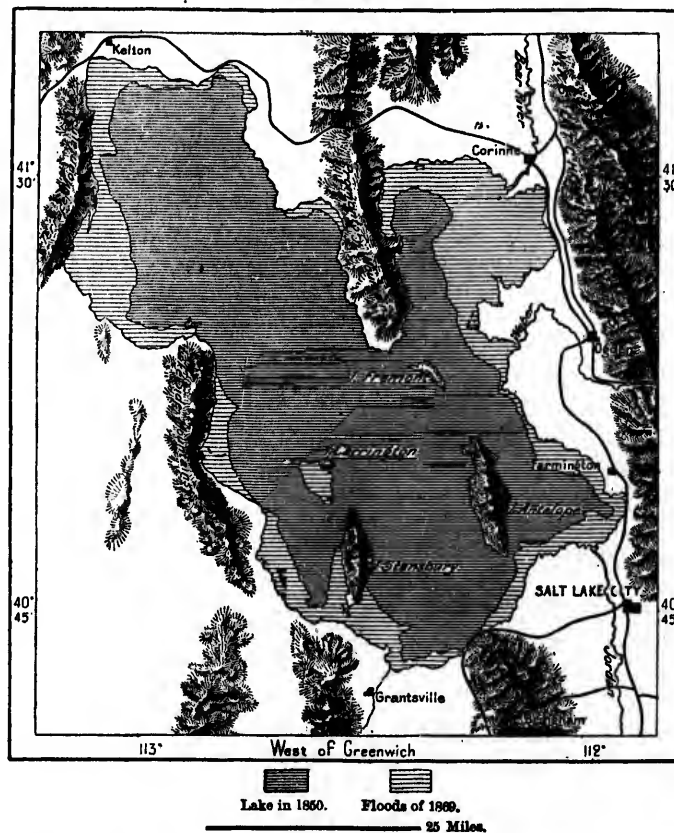 Kelton
Bear River
Corinne
41° 30'
41 30'
Ogden
I. Fremont
I. Carrington
Farmington
I. Antelope
I. Stansbury
SALT LAKE CITY
40° 45'
40 45'
Jordan
Grantsville
113°
West of Greenwich
112°
Lake in 1850.
Floods of 1869.
25 Miles.